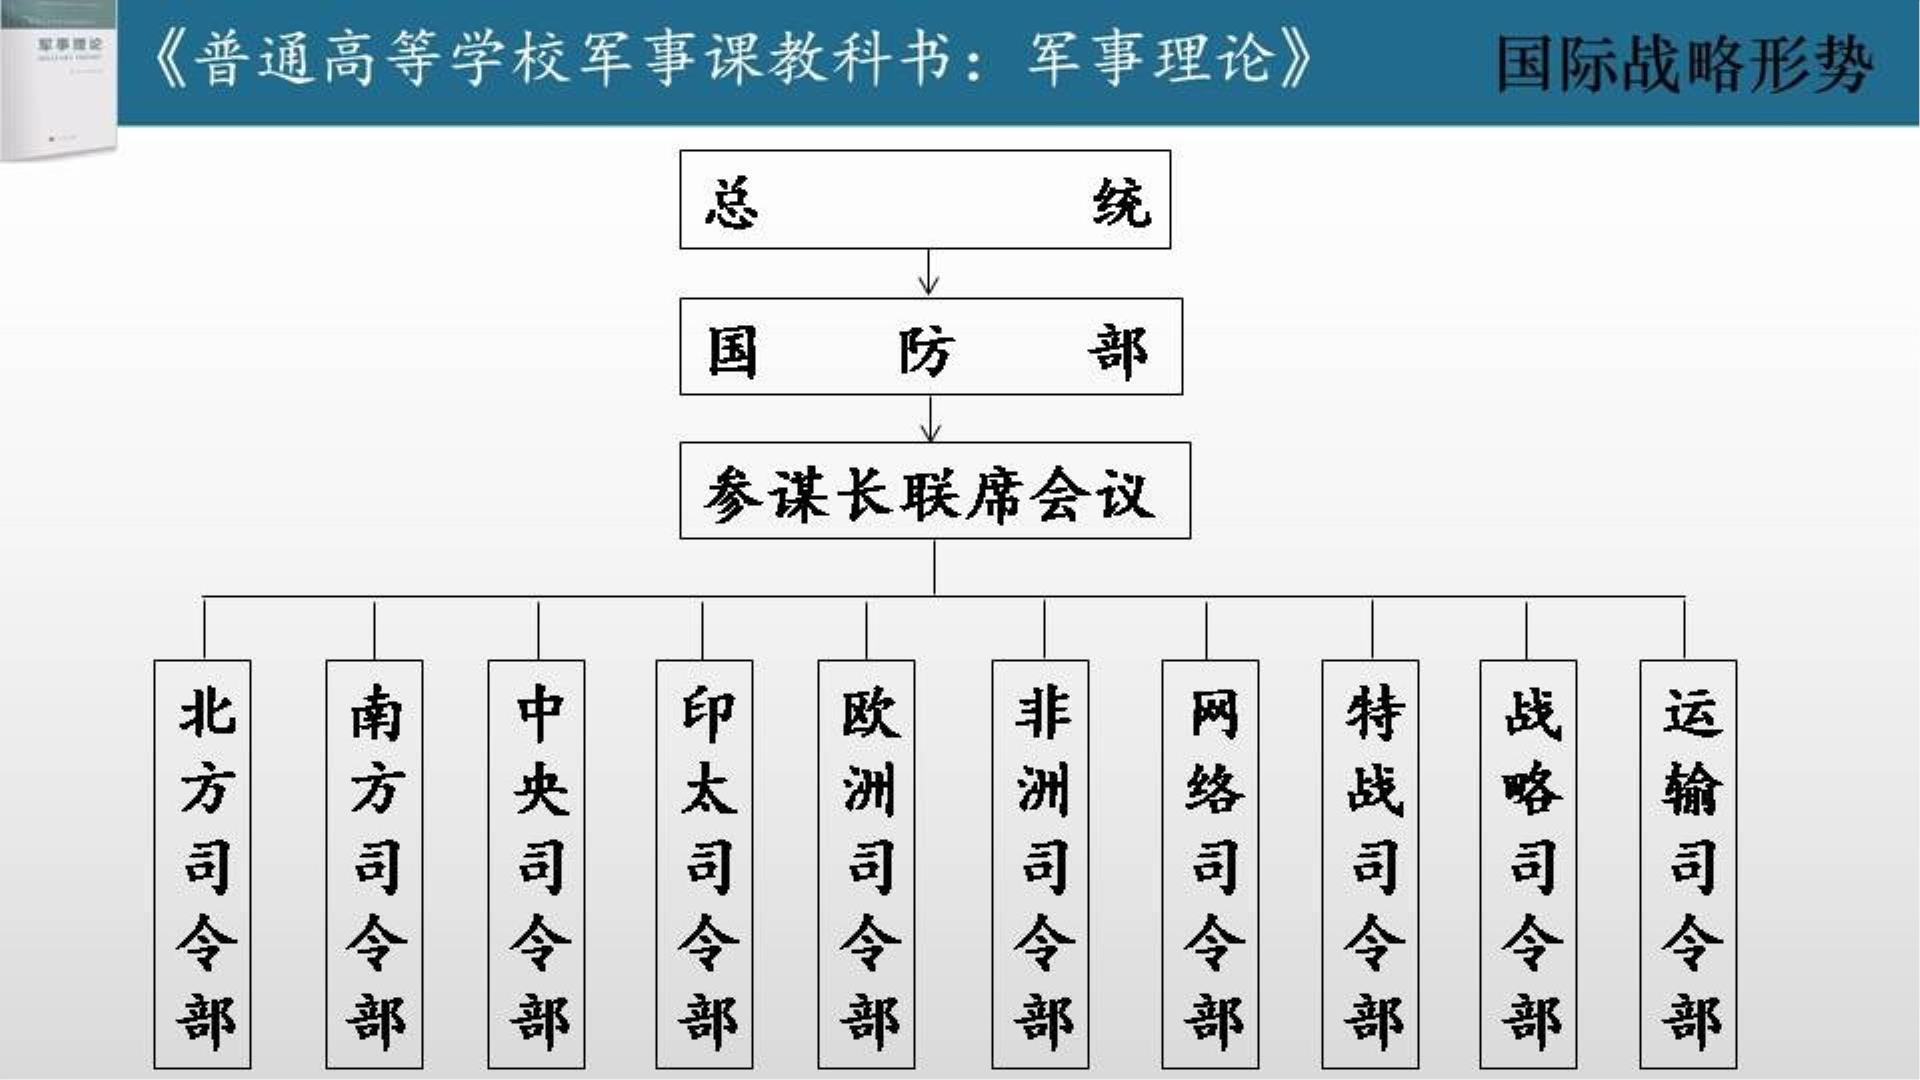 军事理论
《普通高等学校军事课教科书：军事理论》
国际战略形势
总 统
国 防 部
参谋长联席会议
北方司令部
南方司令部
中央司令部
印太司令部
欧洲司令部
非洲司令部
网络司令部
特战司令部
战略司令部
运输司令部